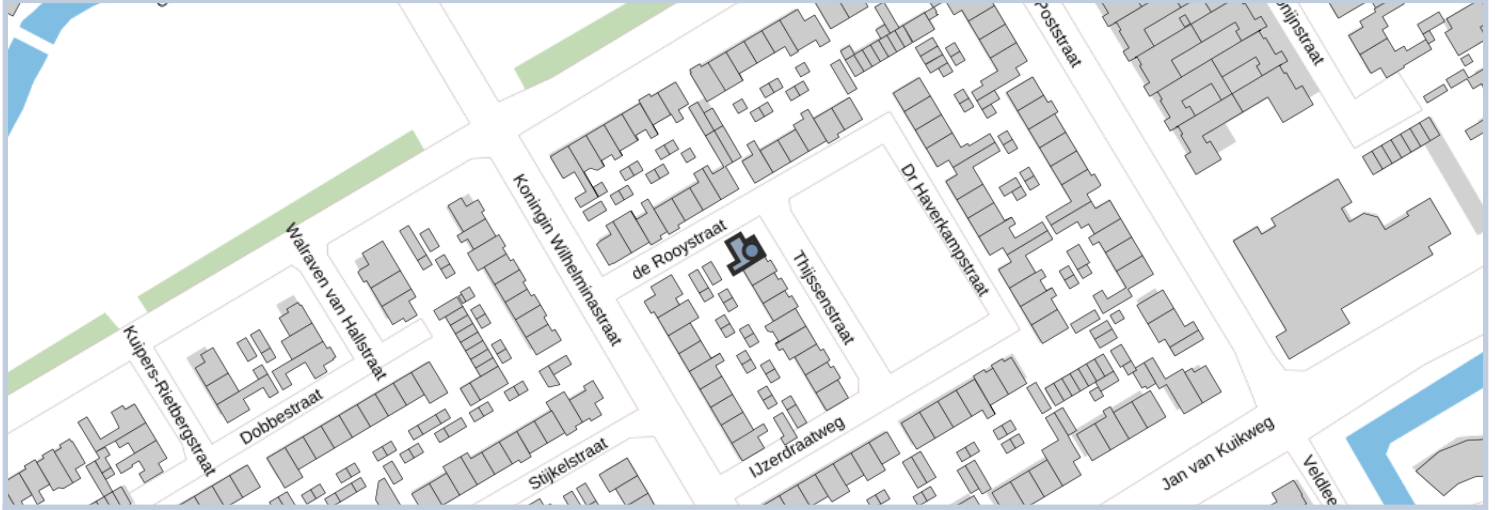 Poststraat
Koningin Wilhelminastraat
de Rooystraat
Dr Haverkampstraat
Thijssenstraat
Walraven van Hallstraat
Kuipers-Rietbergstraat
Dobbestraat
Stijkelstraat
IJzerdraatweg
Jan van Kuikweg